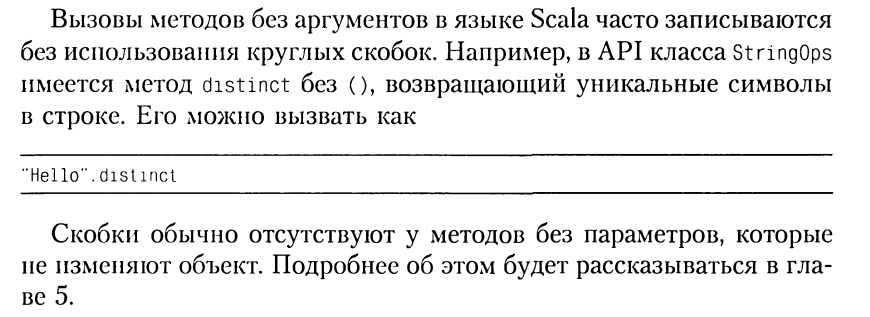 Вызовы методов без аргументов в языке Scala часто записываются
без использования круглых скобок. Например, в API класса StringOps
имеется метод distinct без (), возвращающий уникальные символы
в строке. Его можно вызвать как
"Hello".distinct
Скобки обычно отсутствуют у методов без параметров, которые
не изменяют объект. Подробнее об этом будет рассказываться в гла-
ве 5.